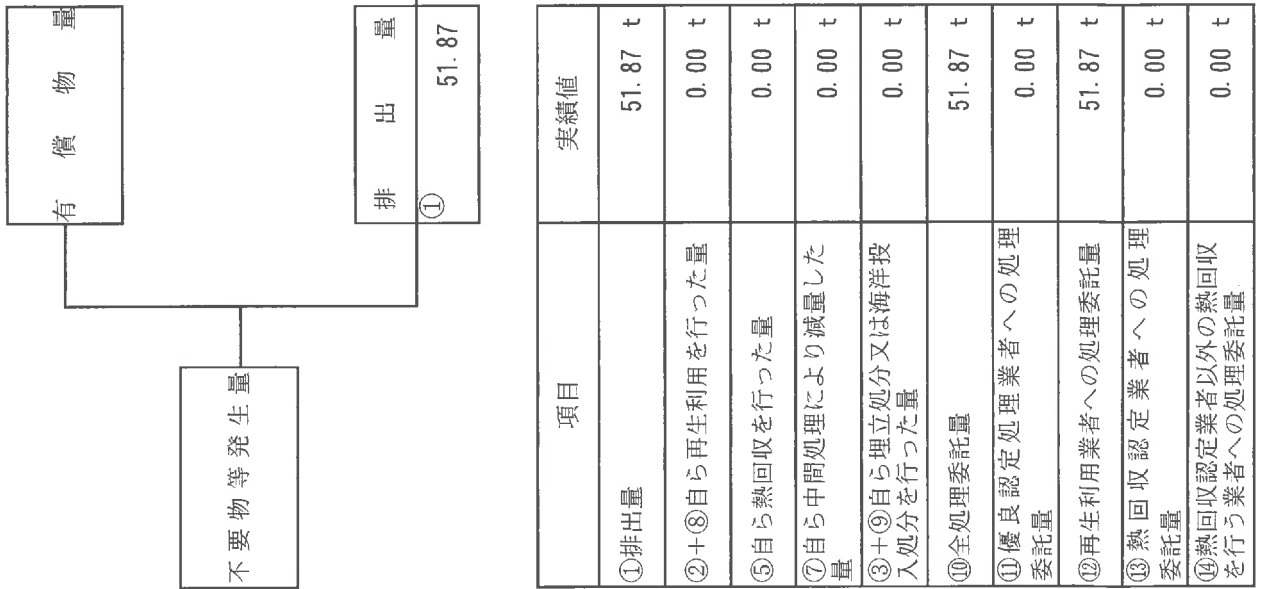 有償物量
不要物等発生量
排出量
①
51.87
項目 実績値
①排出量 51.87 t
②+⑧自ら再生利用を行った量 0.00 t
⑤自ら熱回収を行った量 0.00 t
⑦自ら中間処理により減量した
量 0.00 t
③+⑨自ら埋立処分又は海洋投
入処分を行った量 0.00 t
⑩全処理委託量 51.87 t
⑪優良認定処理業者への処理
委託量 0.00 t
⑫再生利用業者への処理委託量 51.87 t
⑬熱回収認定業者への処理
委託量 0.00 t
⑭熱回収認定業者以外の熱回収
を行う業者への処理委託量 0.00 t